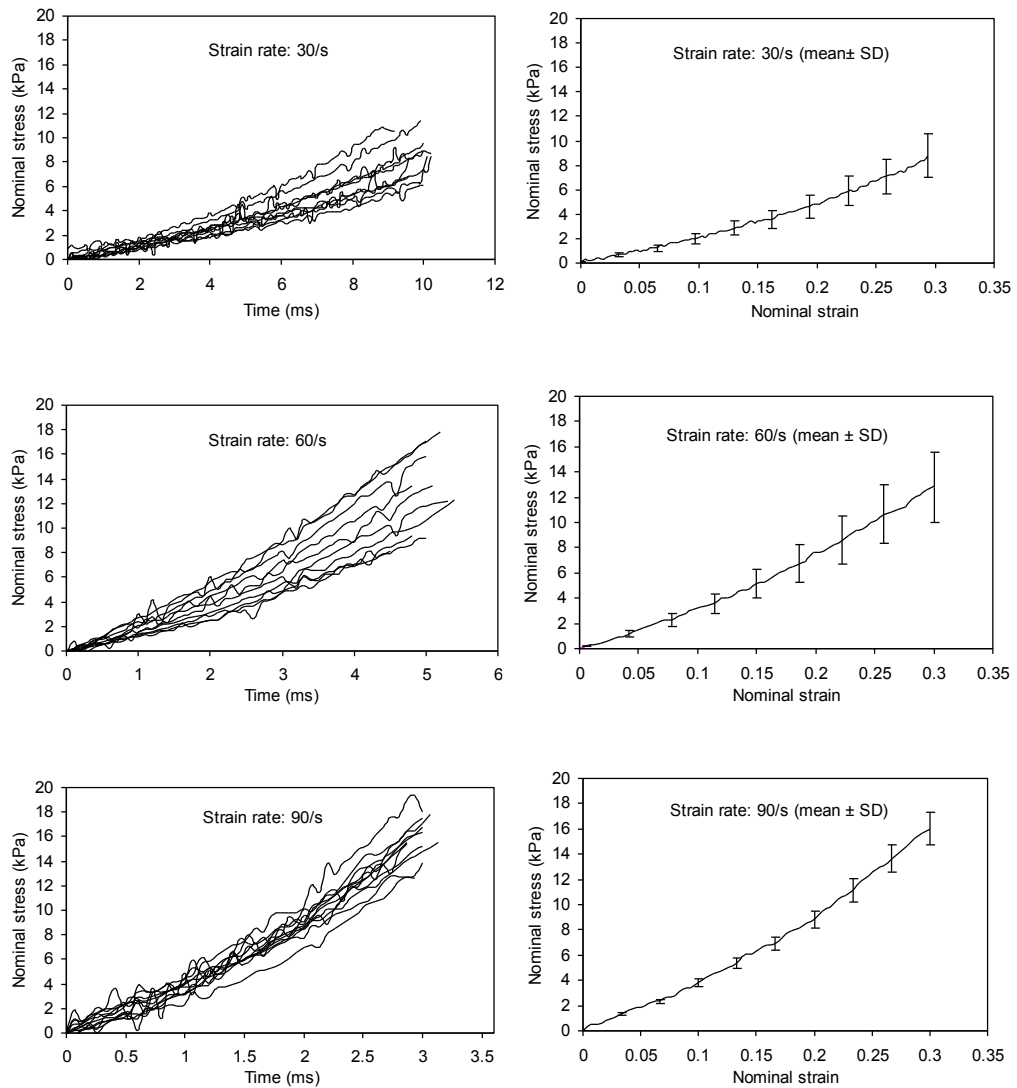 Nominal stress (kPa)
20
18
16
14
12
10
8
6
4
2
0
Strain rate: 30/s
0 2 4 6 8 10 12
Time (ms)
Nominal stress (kPa)
20
18
16
14
12
10
8
6
4
2
0
Strain rate: 30/s (mean± SD)
0 0.05 0.1 0.15 0.2 0.25 0.3 0.35
Nominal strain
Nominal stress (kPa)
20
18
16
14
12
10
8
6
4
2
0
Strain rate: 60/s
0 1 2 3 4 5 6
Time (ms)
Nominal stress (kPa)
20
18
16
14
12
10
8
6
4
2
0
Strain rate: 60/s (mean ± SD)
0 0.05 0.1 0.15 0.2 0.25 0.3 0.35
Nominal strain
Nominal stress (kPa)
20
18
16
14
12
10
8
6
4
2
0
Strain rate: 90/s
0 0.5 1 1.5 2 2.5 3 3.5
Time (ms)
Nominal stress (kPa)
20
18
16
14
12
10
8
6
4
2
0
Strain rate: 90/s (mean ± SD)
0 0.05 0.1 0.15 0.2 0.25 0.3 0.35
Nominal strain